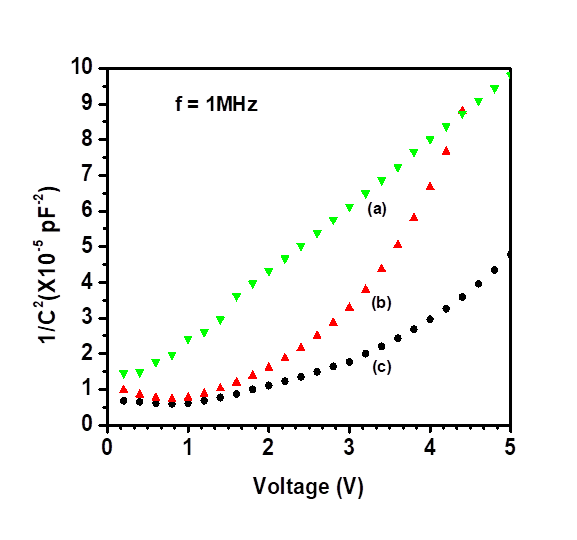 10
9
8
7
6
5
4
3
2
1
0
f = 1MHz
(a)
(b)
(c)
1/C²(X10⁻⁵ pF⁻²)
0 1 2 3 4 5
Voltage (V)